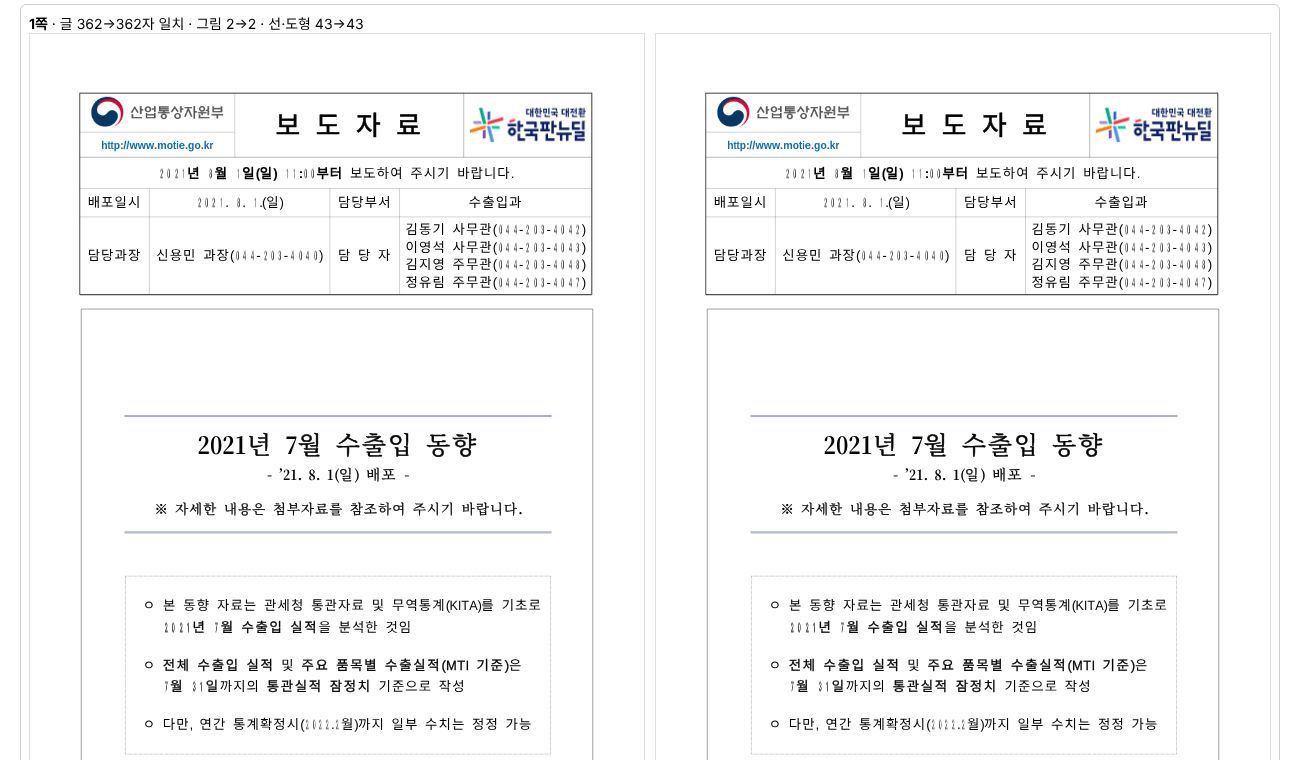 1쪽 · 글 362→362자 일치 · 그림 2→2 · 선·도형 43→43
산업통상자원부
http://www.motie.go.kr
보 도 자 료
대한민국 대전환
한국판뉴딜
2021년 8월 1일(일) 11:00부터 보도하여 주시기 바랍니다.
배포일시 2021. 8. 1.(일) 담당부서 수출입과
담당과장 신용민 과장(044-203-4040) 담 당 자
김동기 사무관(044-203-4042)
이영석 사무관(044-203-4043)
김지영 주무관(044-203-4048)
정유림 주무관(044-203-4047)
2021년 7월 수출입 동향
- ’21. 8. 1(일) 배포 -
※ 자세한 내용은 첨부자료를 참조하여 주시기 바랍니다.
ㅇ 본 동향 자료는 관세청 통관자료 및 무역통계(KITA)를 기초로
2021년 7월 수출입 실적을 분석한 것임
ㅇ 전체 수출입 실적 및 주요 품목별 수출실적(MTI 기준)은
7월 31일까지의 통관실적 잠정치 기준으로 작성
ㅇ 다만, 연간 통계확정시(2022.2월)까지 일부 수치는 정정 가능
산업통상자원부
http://www.motie.go.kr
보 도 자 료
대한민국 대전환
한국판뉴딜
2021년 8월 1일(일) 11:00부터 보도하여 주시기 바랍니다.
배포일시 2021. 8. 1.(일) 담당부서 수출입과
담당과장 신용민 과장(044-203-4040) 담 당 자
김동기 사무관(044-203-4042)
이영석 사무관(044-203-4043)
김지영 주무관(044-203-4048)
정유림 주무관(044-203-4047)
2021년 7월 수출입 동향
- ’21. 8. 1(일) 배포 -
※ 자세한 내용은 첨부자료를 참조하여 주시기 바랍니다.
ㅇ 본 동향 자료는 관세청 통관자료 및 무역통계(KITA)를 기초로
2021년 7월 수출입 실적을 분석한 것임
ㅇ 전체 수출입 실적 및 주요 품목별 수출실적(MTI 기준)은
7월 31일까지의 통관실적 잠정치 기준으로 작성
ㅇ 다만, 연간 통계확정시(2022.2월)까지 일부 수치는 정정 가능